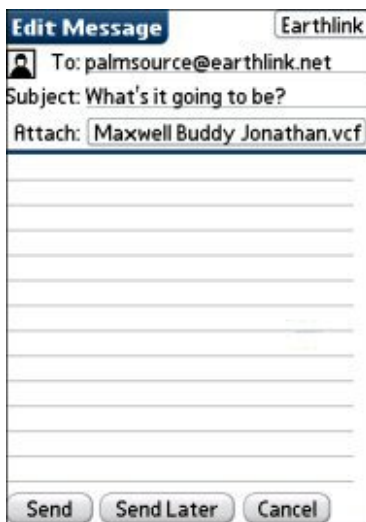 Edit Message Earthlink
To: palmsource@earthlink.net
Subject: What's it going to be?
Attach: Maxwell Buddy Jonathan.vcf
Send Send Later Cancel